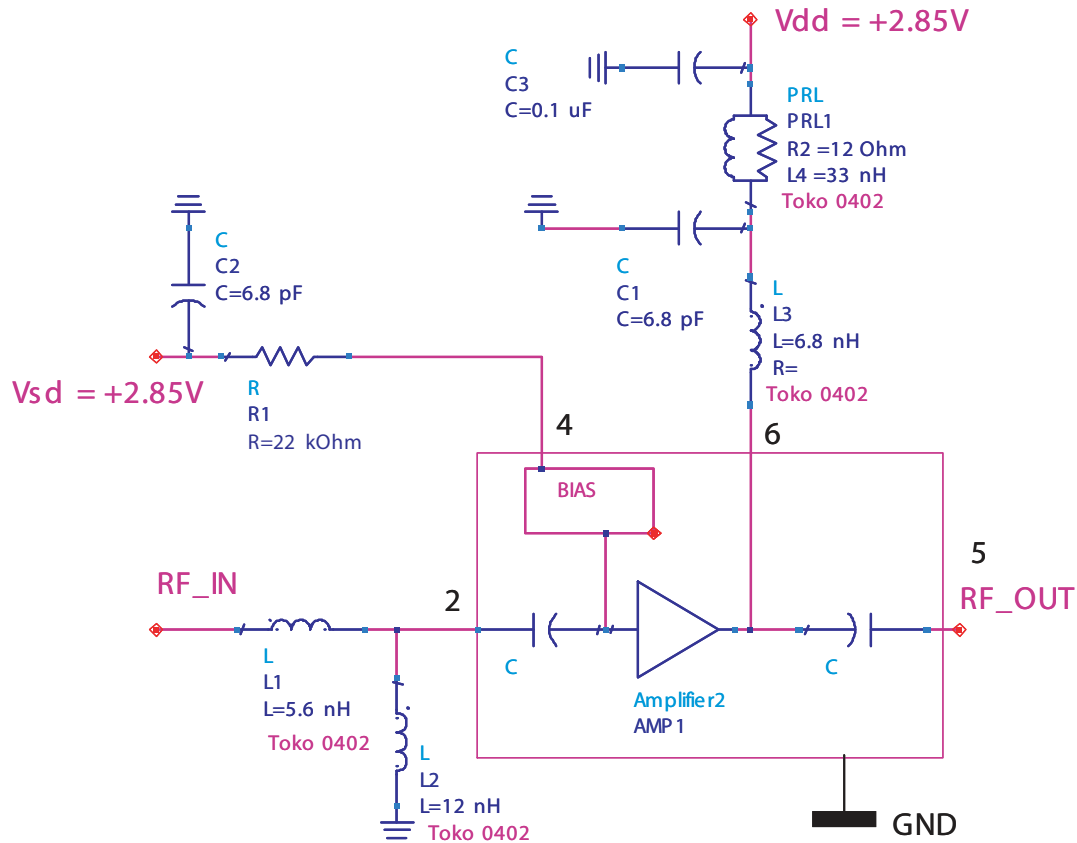 Vdd = +2.85V
C
C3
C=0.1 uF
PRL
PRL1
R2 =12 Ohm
L4 =33 nH
Toko 0402
C
C2
C=6.8 pF
C
C1
C=6.8 pF
L
L3
L=6.8 nH
R=
Toko 0402
Vsd = +2.85V
R
R1
R=22 kOhm
4
6
BIAS
5
RF_IN
2
RF_OUT
L
L1
L=5.6 nH
Toko 0402
C
C
Amplifier2
AMP1
L
L2
L=12 nH
Toko 0402
GND